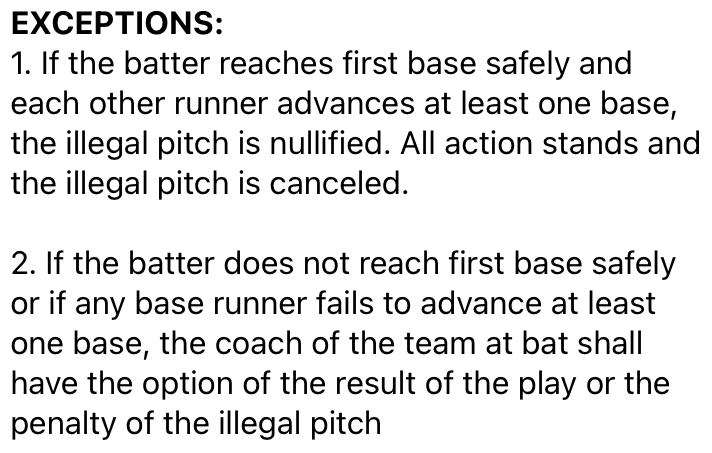 EXCEPTIONS:
1. If the batter reaches first base safely and
each other runner advances at least one base,
the illegal pitch is nullified. All action stands and
the illegal pitch is canceled.
2. If the batter does not reach first base safely
or if any base runner fails to advance at least
one base, the coach of the team at bat shall
have the option of the result of the play or the
penalty of the illegal pitch